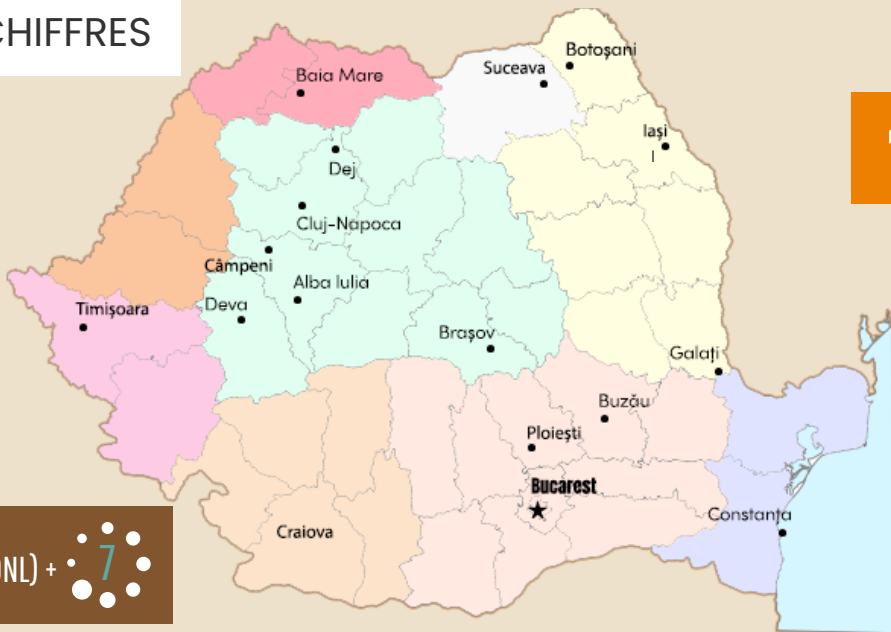 CHIFFRES
Botoșani
Suceava
Baia Mare
Iași
Dej
Cluj-Napoca
Câmpeni
Alba Iulia
Deva
Timișoara
Brașov
Galați
Buzău
Ploiești
Bucarest
Constanța
Craiova
NL) + 7